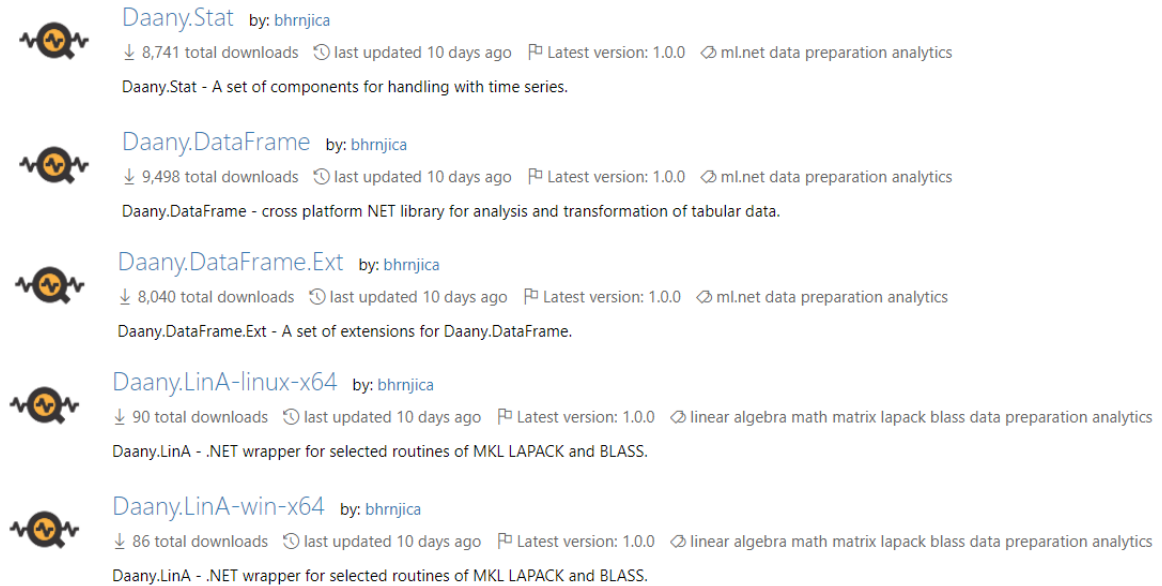 Daany.Stat by: bhrnjica
8,741 total downloads last updated 10 days ago Latest version: 1.0.0 ml.net data preparation analytics
Daany.Stat - A set of components for handling with time series.
Daany.DataFrame by: bhrnjica
9,498 total downloads last updated 10 days ago Latest version: 1.0.0 ml.net data preparation analytics
Daany.DataFrame - cross platform NET library for analysis and transformation of tabular data.
Daany.DataFrame.Ext by: bhrnjica
8,040 total downloads last updated 10 days ago Latest version: 1.0.0 ml.net data preparation analytics
Daany.DataFrame.Ext - A set of extensions for Daany.DataFrame.
Daany.LinA-linux-x64 by: bhrnjica
90 total downloads last updated 10 days ago Latest version: 1.0.0 linear algebra math matrix lapack blass data preparation analytics
Daany.LinA - .NET wrapper for selected routines of MKL LAPACK and BLASS.
Daany.LinA-win-x64 by: bhrnjica
86 total downloads last updated 10 days ago Latest version: 1.0.0 linear algebra math matrix lapack blass data preparation analytics
Daany.LinA - .NET wrapper for selected routines of MKL LAPACK and BLASS.